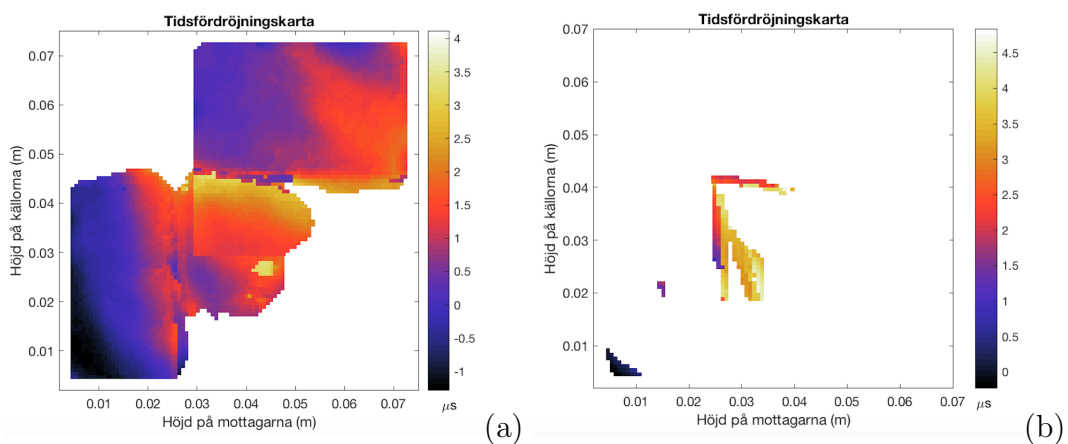 Tidsfördröjningskarta
0.07
0.06
0.05
0.04
0.03
0.02
0.01
Höjd på källorna (m)
0.01 0.02 0.03 0.04 0.05 0.06 0.07
Höjd på mottagarna (m)
4
3.5
3
2.5
2
1.5
1
0.5
0
-0.5
-1
μs
(a)
Tidsfördröjningskarta
0.07
0.06
0.05
0.04
0.03
0.02
0.01
Höjd på källorna (m)
0.01 0.02 0.03 0.04 0.05 0.06 0.07
Höjd på mottagarna (m)
4.5
4
3.5
3
2.5
2
1.5
1
0.5
0
μs
(b)